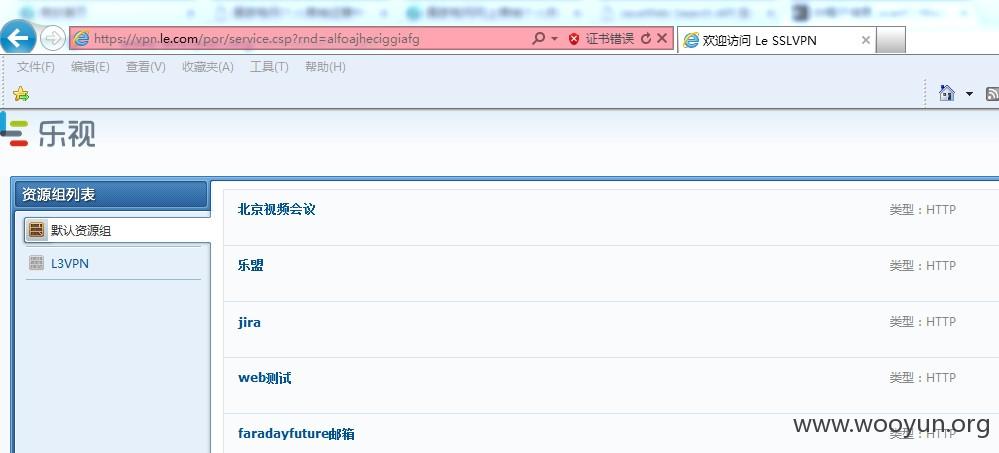 https://vpn.le.com/por/service.csp?rnd=alfoajheciggiafg
证书错误
欢迎访问 Le SSLVPN
文件(F) 编辑(E) 查看(V) 收藏夹(A) 工具(T) 帮助(H)
乐视
资源组列表
默认资源组
L3VPN
北京视频会议 类型：HTTP
乐盟 类型：HTTP
jira 类型：HTTP
web测试 类型：HTTP
faradayfuture邮箱 类型：HTTP
www.wooyun.org